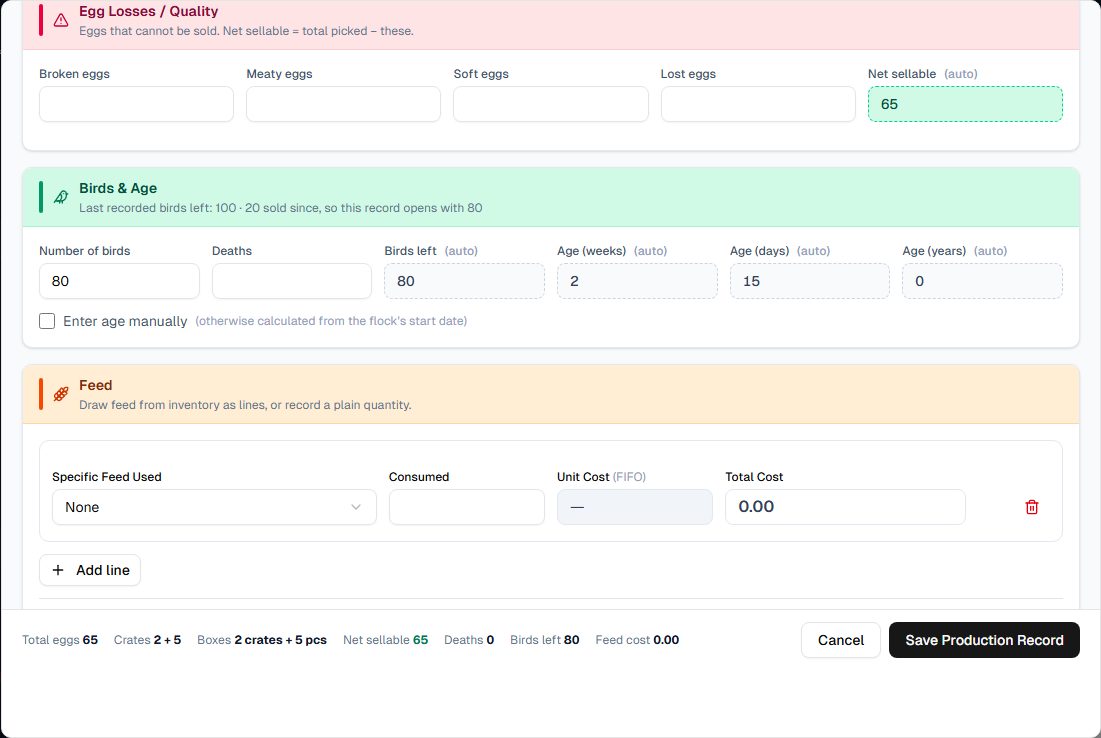 Egg Losses / Quality
Eggs that cannot be sold. Net sellable = total picked − these.
Broken eggs Meaty eggs Soft eggs Lost eggs Net sellable (auto)
65
Birds & Age
Last recorded birds left: 100 · 20 sold since, so this record opens with 80
Number of birds Deaths Birds left (auto) Age (weeks) (auto) Age (days) (auto) Age (years) (auto)
80 80 2 15 0
Enter age manually (otherwise calculated from the flock's start date)
Feed
Draw feed from inventory as lines, or record a plain quantity.
Specific Feed Used Consumed Unit Cost (FIFO) Total Cost
None — 0.00
+ Add line
Total eggs 65 Crates 2 + 5 Boxes 2 crates + 5 pcs Net sellable 65 Deaths 0 Birds left 80 Feed cost 0.00 Cancel Save Production Record